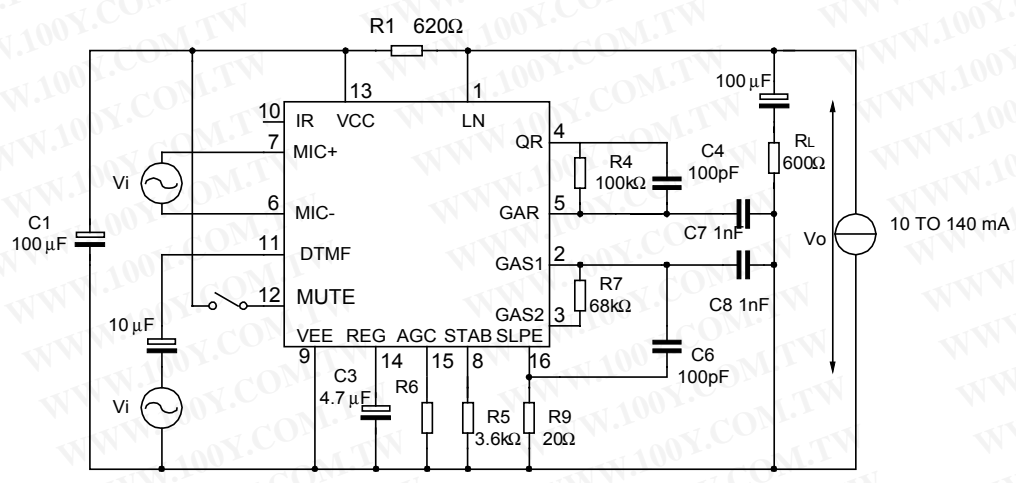 R1 620Ω
13
1
VCC
LN
10
IR
7
MIC+
Vi
6
MIC-
11
DTMF
12
MUTE
C1
100 µF
10 µF
Vi
QR
4
R4
100kΩ
C4
100pF
GAR
5
C7 1nF
GAS1
2
R7
68kΩ
C8 1nF
GAS2
3
C6
100pF
VEE REG AGC STAB SLPE
9
14
15
8
16
C3
4.7 µF
R6
R5
3.6kΩ
R9
20Ω
100 µF
RL
600Ω
Vo
10 TO 140 mA
WWW.100Y.COM.TW